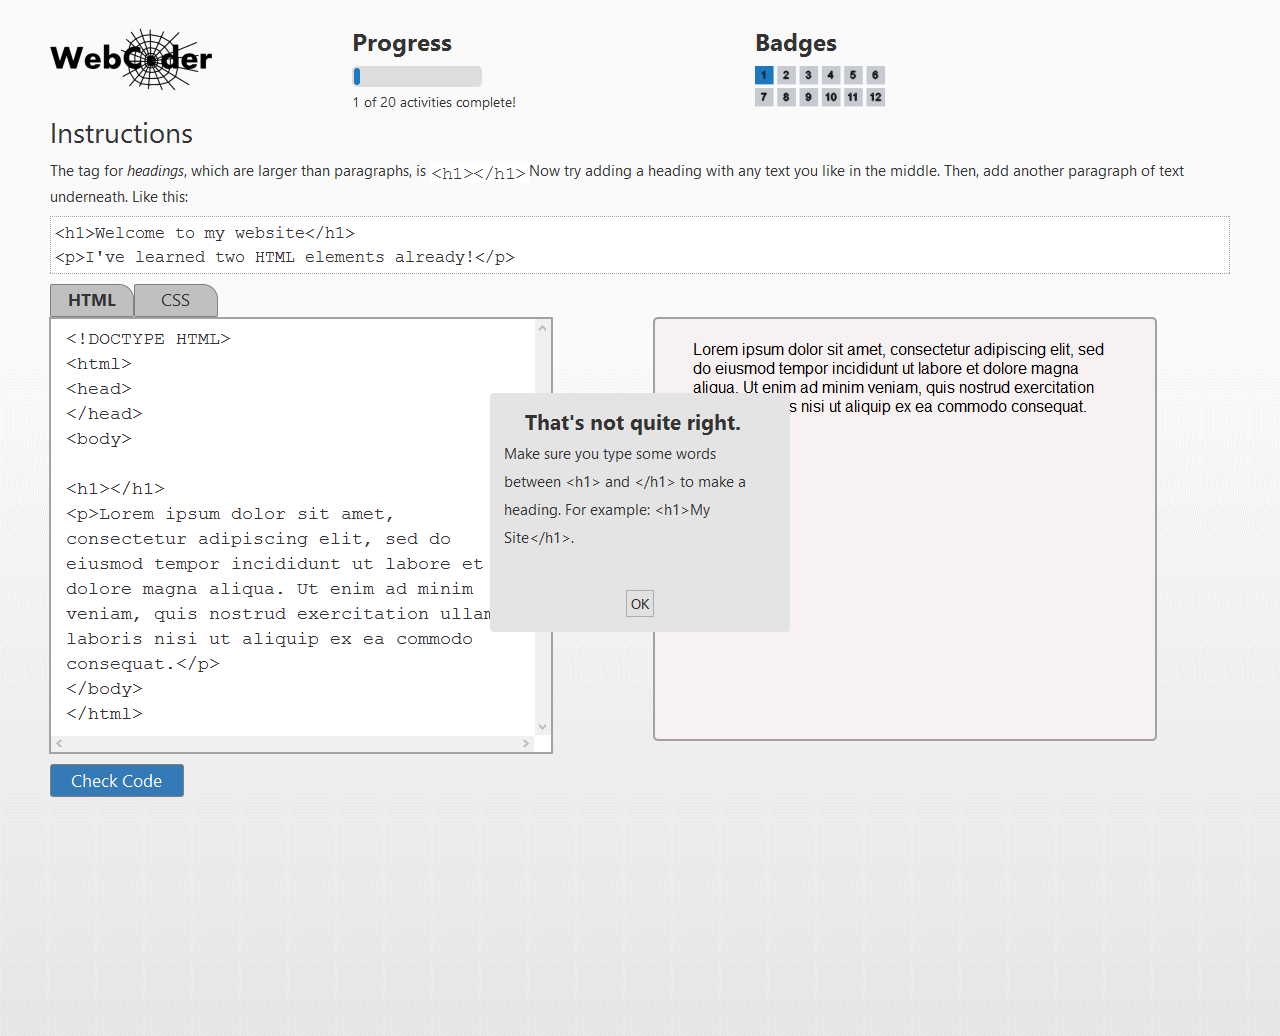 WebCoder
Progress
Badges
1 2 3 4 5 6
7 8 9 10 11 12
1 of 20 activities complete!
Instructions
The tag for headings, which are larger than paragraphs, is <h1></h1> Now try adding a heading with any text you like in the middle. Then, add another paragraph of text
underneath. Like this:
<h1>Welcome to my website</h1>
<p>I've learned two HTML elements already!</p>
HTML CSS
<!DOCTYPE HTML>
<html>
<head>
</head>
<body>
<h1></h1>
<p>Lorem ipsum dolor sit amet,
consectetur adipiscing elit, sed do
eiusmod tempor incididunt ut labore et
dolore magna aliqua. Ut enim ad minim
veniam, quis nostrud exercitation ullam
laboris nisi ut aliquip ex ea commodo
consequat.</p>
</body>
</html>
Lorem ipsum dolor sit amet, consectetur adipiscing elit, sed
do eiusmod tempor incididunt ut labore et dolore magna
aliqua. Ut enim ad minim veniam, quis nostrud exercitation
nisi ut aliquip ex ea commodo consequat.
That's not quite right.
Make sure you type some words
between <h1> and </h1> to make a
heading. For example: <h1>My
Site</h1>.
OK
Check Code